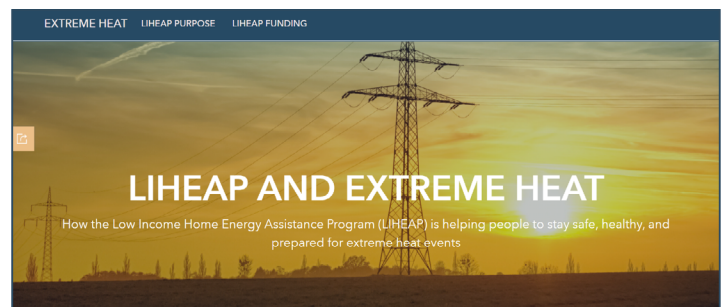 EXTREME HEAT LIHEAP PURPOSE LIHEAP FUNDING
LIHEAP AND EXTREME HEAT
How the Low Income Home Energy Assistance Program (LIHEAP) is helping people to stay safe, healthy, and
prepared for extreme heat events